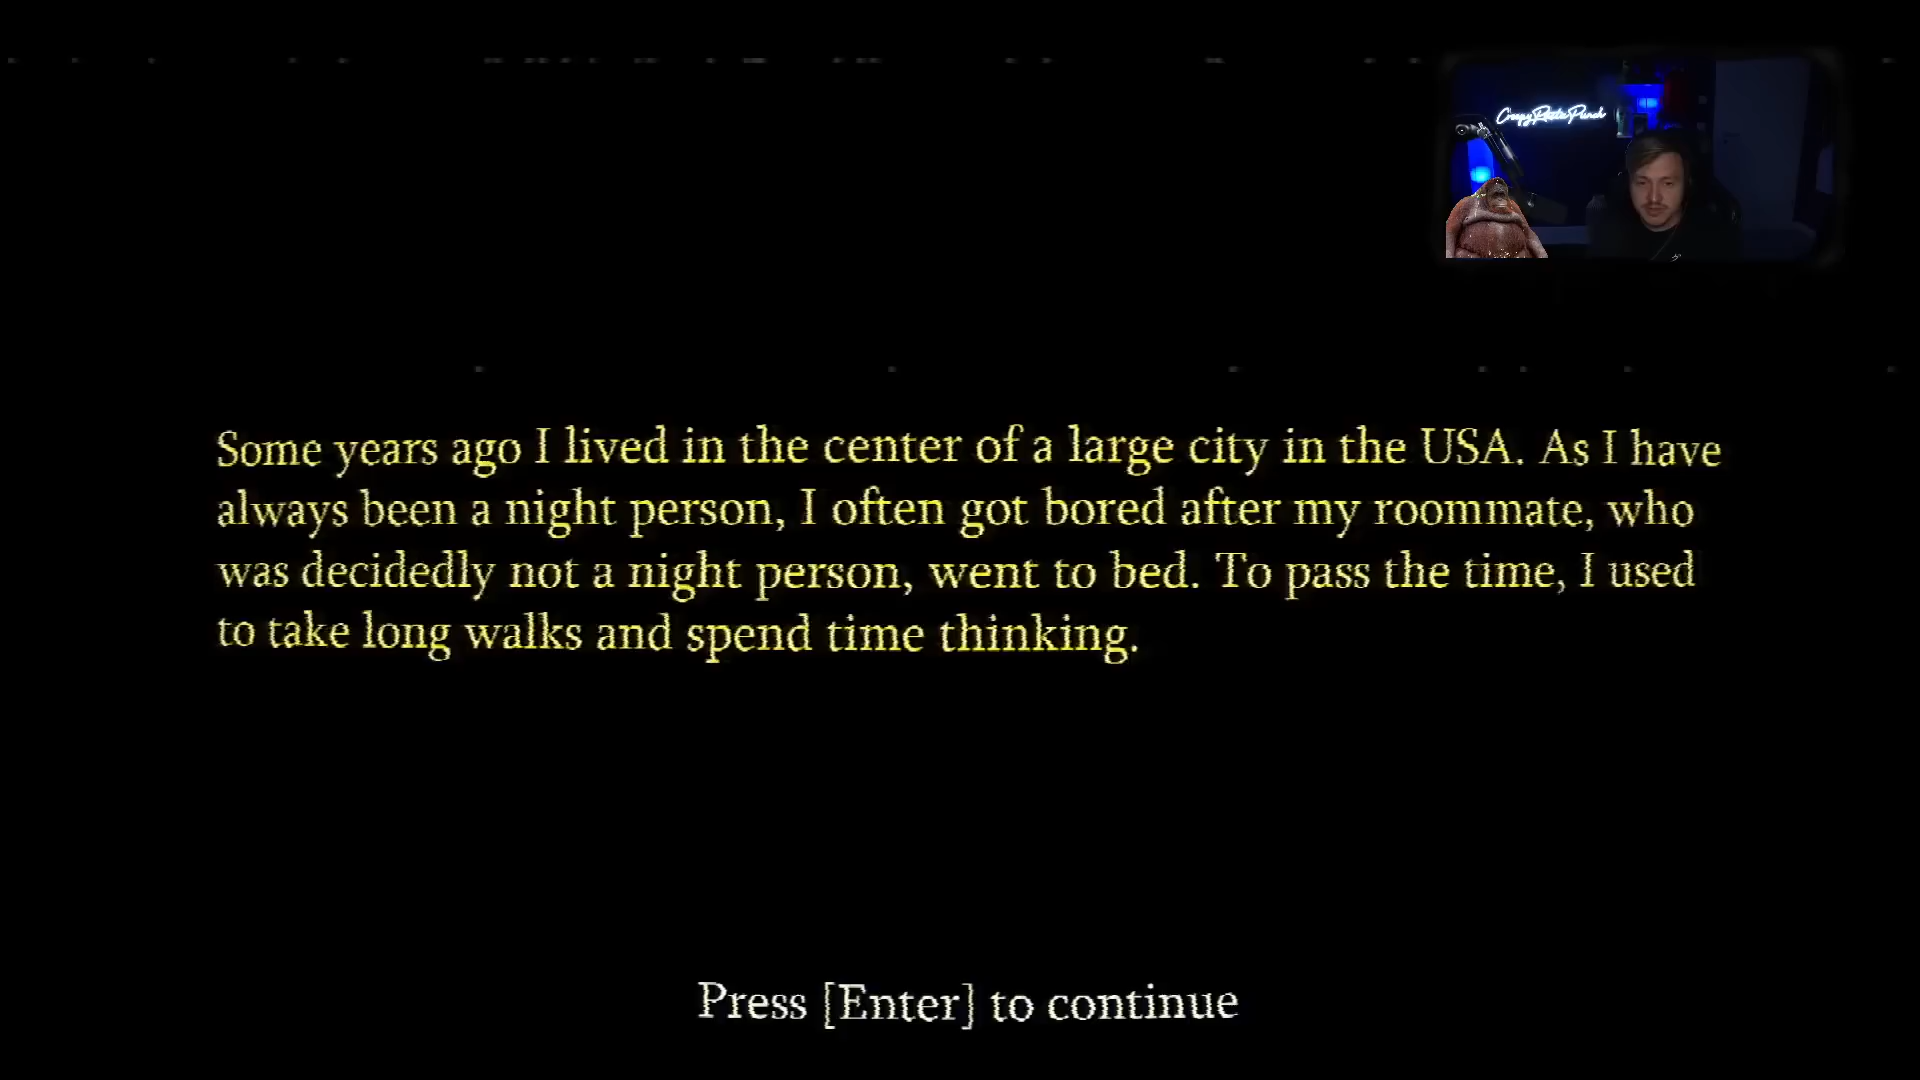 CreepyPastaPunch
Some years ago I lived in the center of a large city in the USA. As I have
always been a night person, I often got bored after my roommate, who
was decidedly not a night person, went to bed. To pass the time, I used
to take long walks and spend time thinking.
Press [Enter] to continue